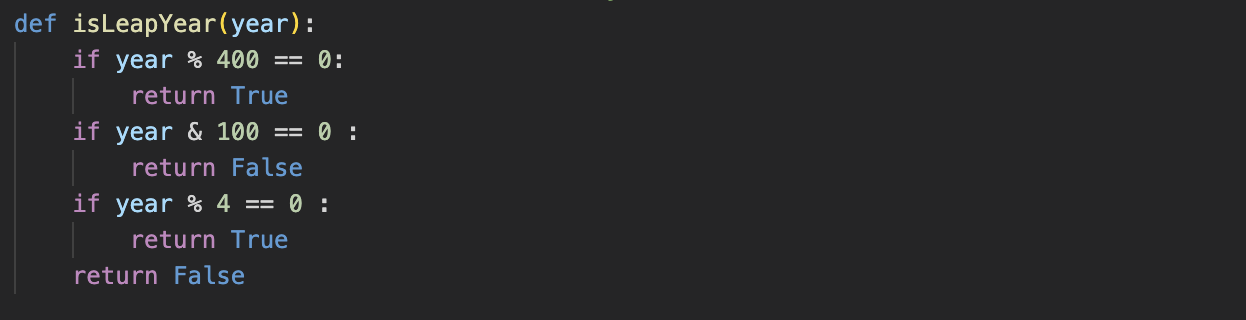 def isLeapYear(year):
    if year % 400 == 0:
        return True
    if year & 100 == 0 :
        return False
    if year % 4 == 0 :
        return True
    return False